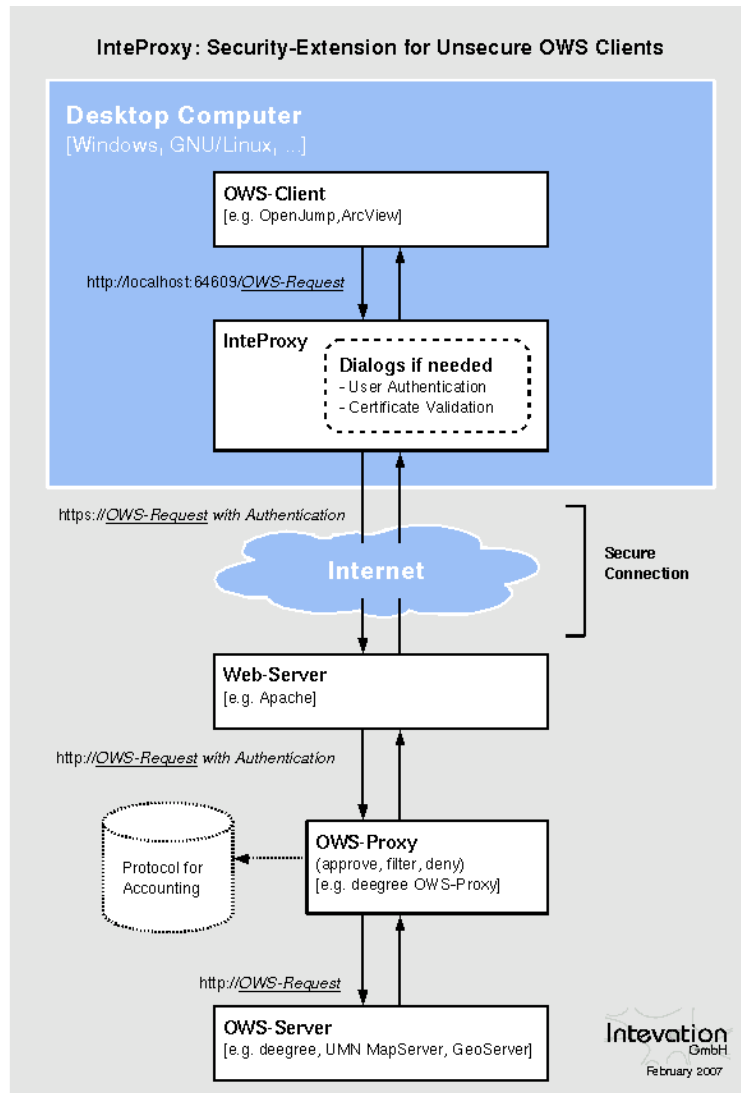 InteProxy: Security-Extension for Unsecure OWS Clients
Desktop Computer
[Windows, GNU/Linux, ...]
OWS-Client
[e.g. OpenJump,ArcView]
http://localhost:64609/OWS-Request
InteProxy
Dialogs if needed
- User Authentication
- Certificate Validation
https://OWS-Request with Authentication
Internet
Secure
Connection
Web-Server
[e.g. Apache]
http://OWS-Request with Authentication
OWS-Proxy
(approve, filter, deny)
[e.g. deegree OWS-Proxy]
Protocol for
Accounting
http://OWS-Request
OWS-Server
[e.g. deegree, UMN MapServer, GeoServer]
Intevation
GmbH
February 2007